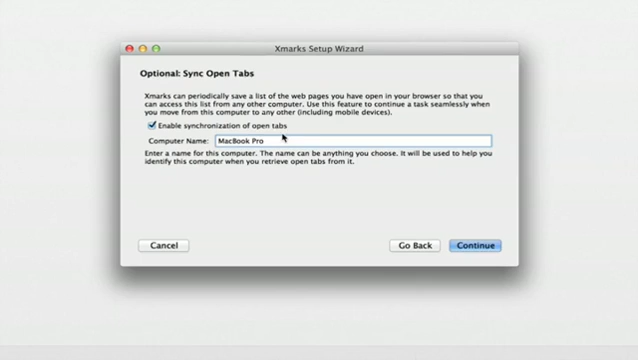 Xmarks Setup Wizard
Optional: Sync Open Tabs
Xmarks can periodically save a list of the web pages you have open in your browser so that you
can access this list from any other computer. Use this feature to continue a task seamlessly when
you move from this computer to any other (including mobile devices).
Enable synchronization of open tabs
Computer Name: MacBook Pro
Enter a name for this computer. The name can be anything you choose. It will be used to help you
identify this computer when you retrieve open tabs from it.
Cancel Go Back Continue